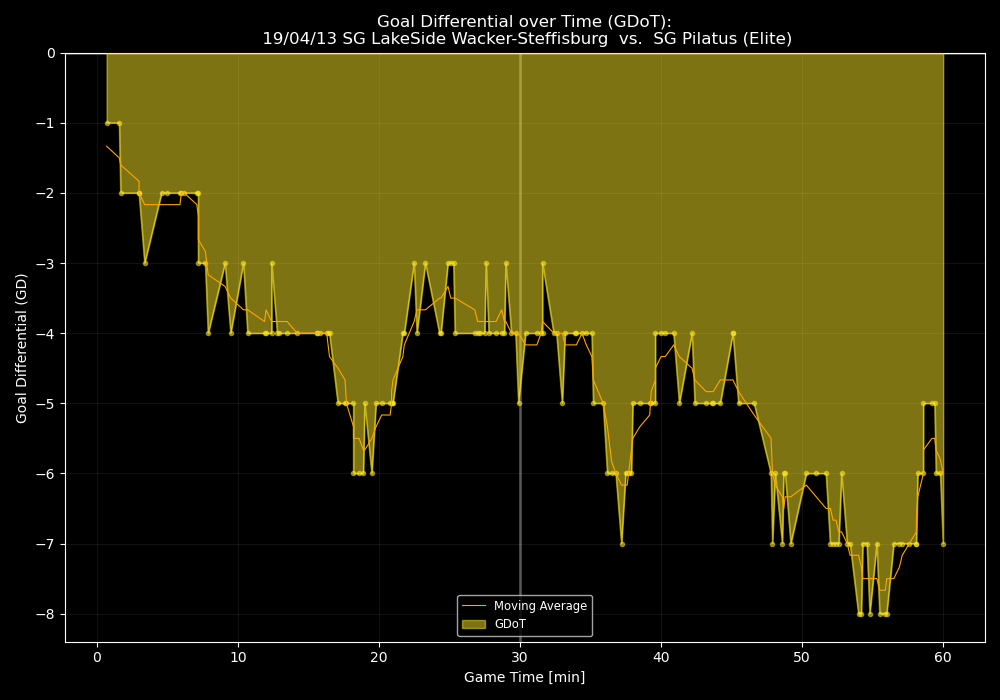 Goal Differential over Time (GDoT):
19/04/13 SG LakeSide Wacker-Steffisburg  vs.  SG Pilatus (Elite)
Goal Differential (GD)
0
−1
−2
−3
−4
−5
−6
−7
−8
Moving Average
GDoT
0 10 20 30 40 50 60
Game Time [min]